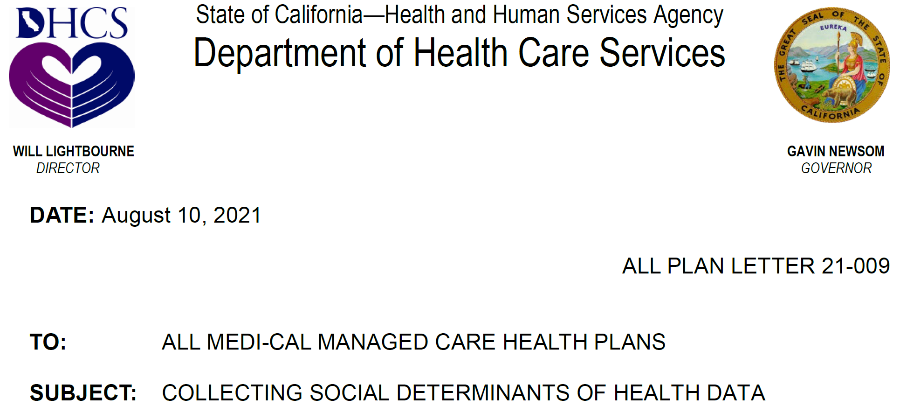 State of California—Health and Human Services Agency
DHCS
Department of Health Care Services
THE GREAT SEAL OF THE STATE OF CALIFORNIA
EUREKA
WILL LIGHTBOURNE
DIRECTOR
GAVIN NEWSOM
GOVERNOR
DATE: August 10, 2021
ALL PLAN LETTER 21-009
TO: ALL MEDI-CAL MANAGED CARE HEALTH PLANS
SUBJECT: COLLECTING SOCIAL DETERMINANTS OF HEALTH DATA